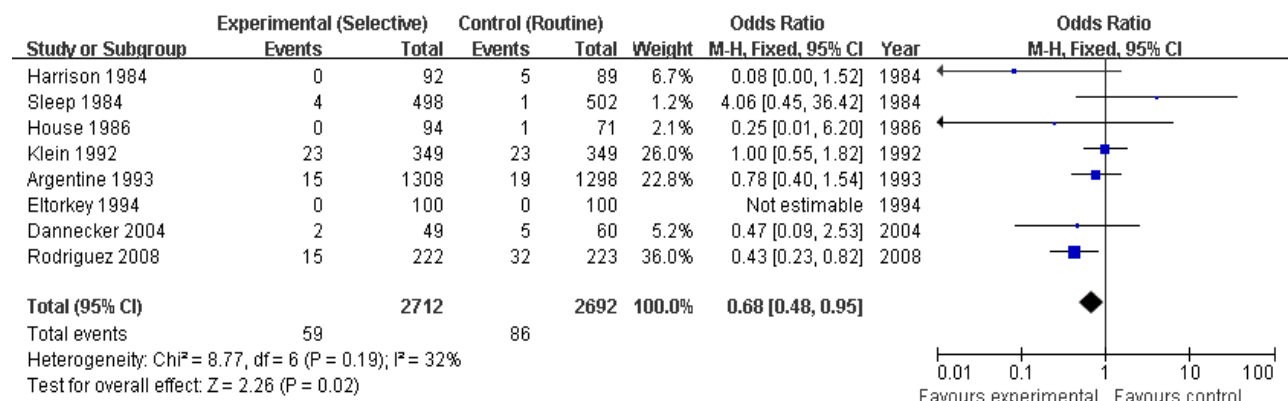 Experimental (Selective) Control (Routine) Odds Ratio Odds Ratio
Study or Subgroup Events Total Events Total Weight M-H, Fixed, 95% CI Year M-H, Fixed, 95% CI
Harrison 1984 0 92 5 89 6.7% 0.08 [0.00, 1.52] 1984
Sleep 1984 4 498 1 502 1.2% 4.06 [0.45, 36.42] 1984
House 1986 0 94 1 71 2.1% 0.25 [0.01, 6.20] 1986
Klein 1992 23 349 23 349 26.0% 1.00 [0.55, 1.82] 1992
Argentine 1993 15 1308 19 1298 22.8% 0.78 [0.40, 1.54] 1993
Eltorkey 1994 0 100 0 100 Not estimable 1994
Dannecker 2004 2 49 5 60 5.2% 0.47 [0.09, 2.53] 2004
Rodriguez 2008 15 222 32 223 36.0% 0.43 [0.23, 0.82] 2008
Total (95% CI) 2712 2692 100.0% 0.68 [0.48, 0.95]
Total events 59 86
Heterogeneity: Chi² = 8.77, df = 6 (P = 0.19); I² = 32%
Test for overall effect: Z = 2.26 (P = 0.02)
0.01 0.1 1 10 100
Favours experimental Favours control